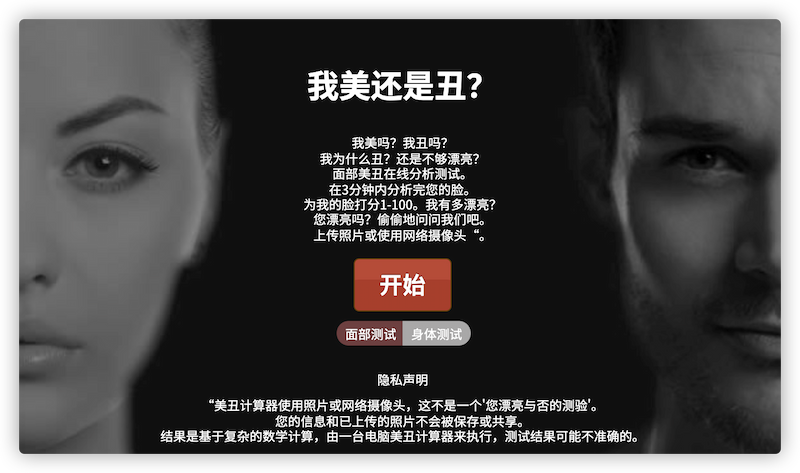 我美还是丑?
我美吗？我丑吗？
我为什么丑？还是不够漂亮？
面部美丑在线分析测试。
在3分钟内分析完您的脸。
为我的脸打分1-100。我有多漂亮？
您漂亮吗？偷偷地问问我们吧。
上传照片或使用网络摄像头“。
开始
面部测试 身体测试
隐私声明
“美丑计算器使用照片或网络摄像头，这不是一个'您漂亮与否的测验'。
您的信息和已上传的照片不会被保存或共享。
结果是基于复杂的数学计算，由一台电脑美丑计算器来执行，测试结果可能不准确的。